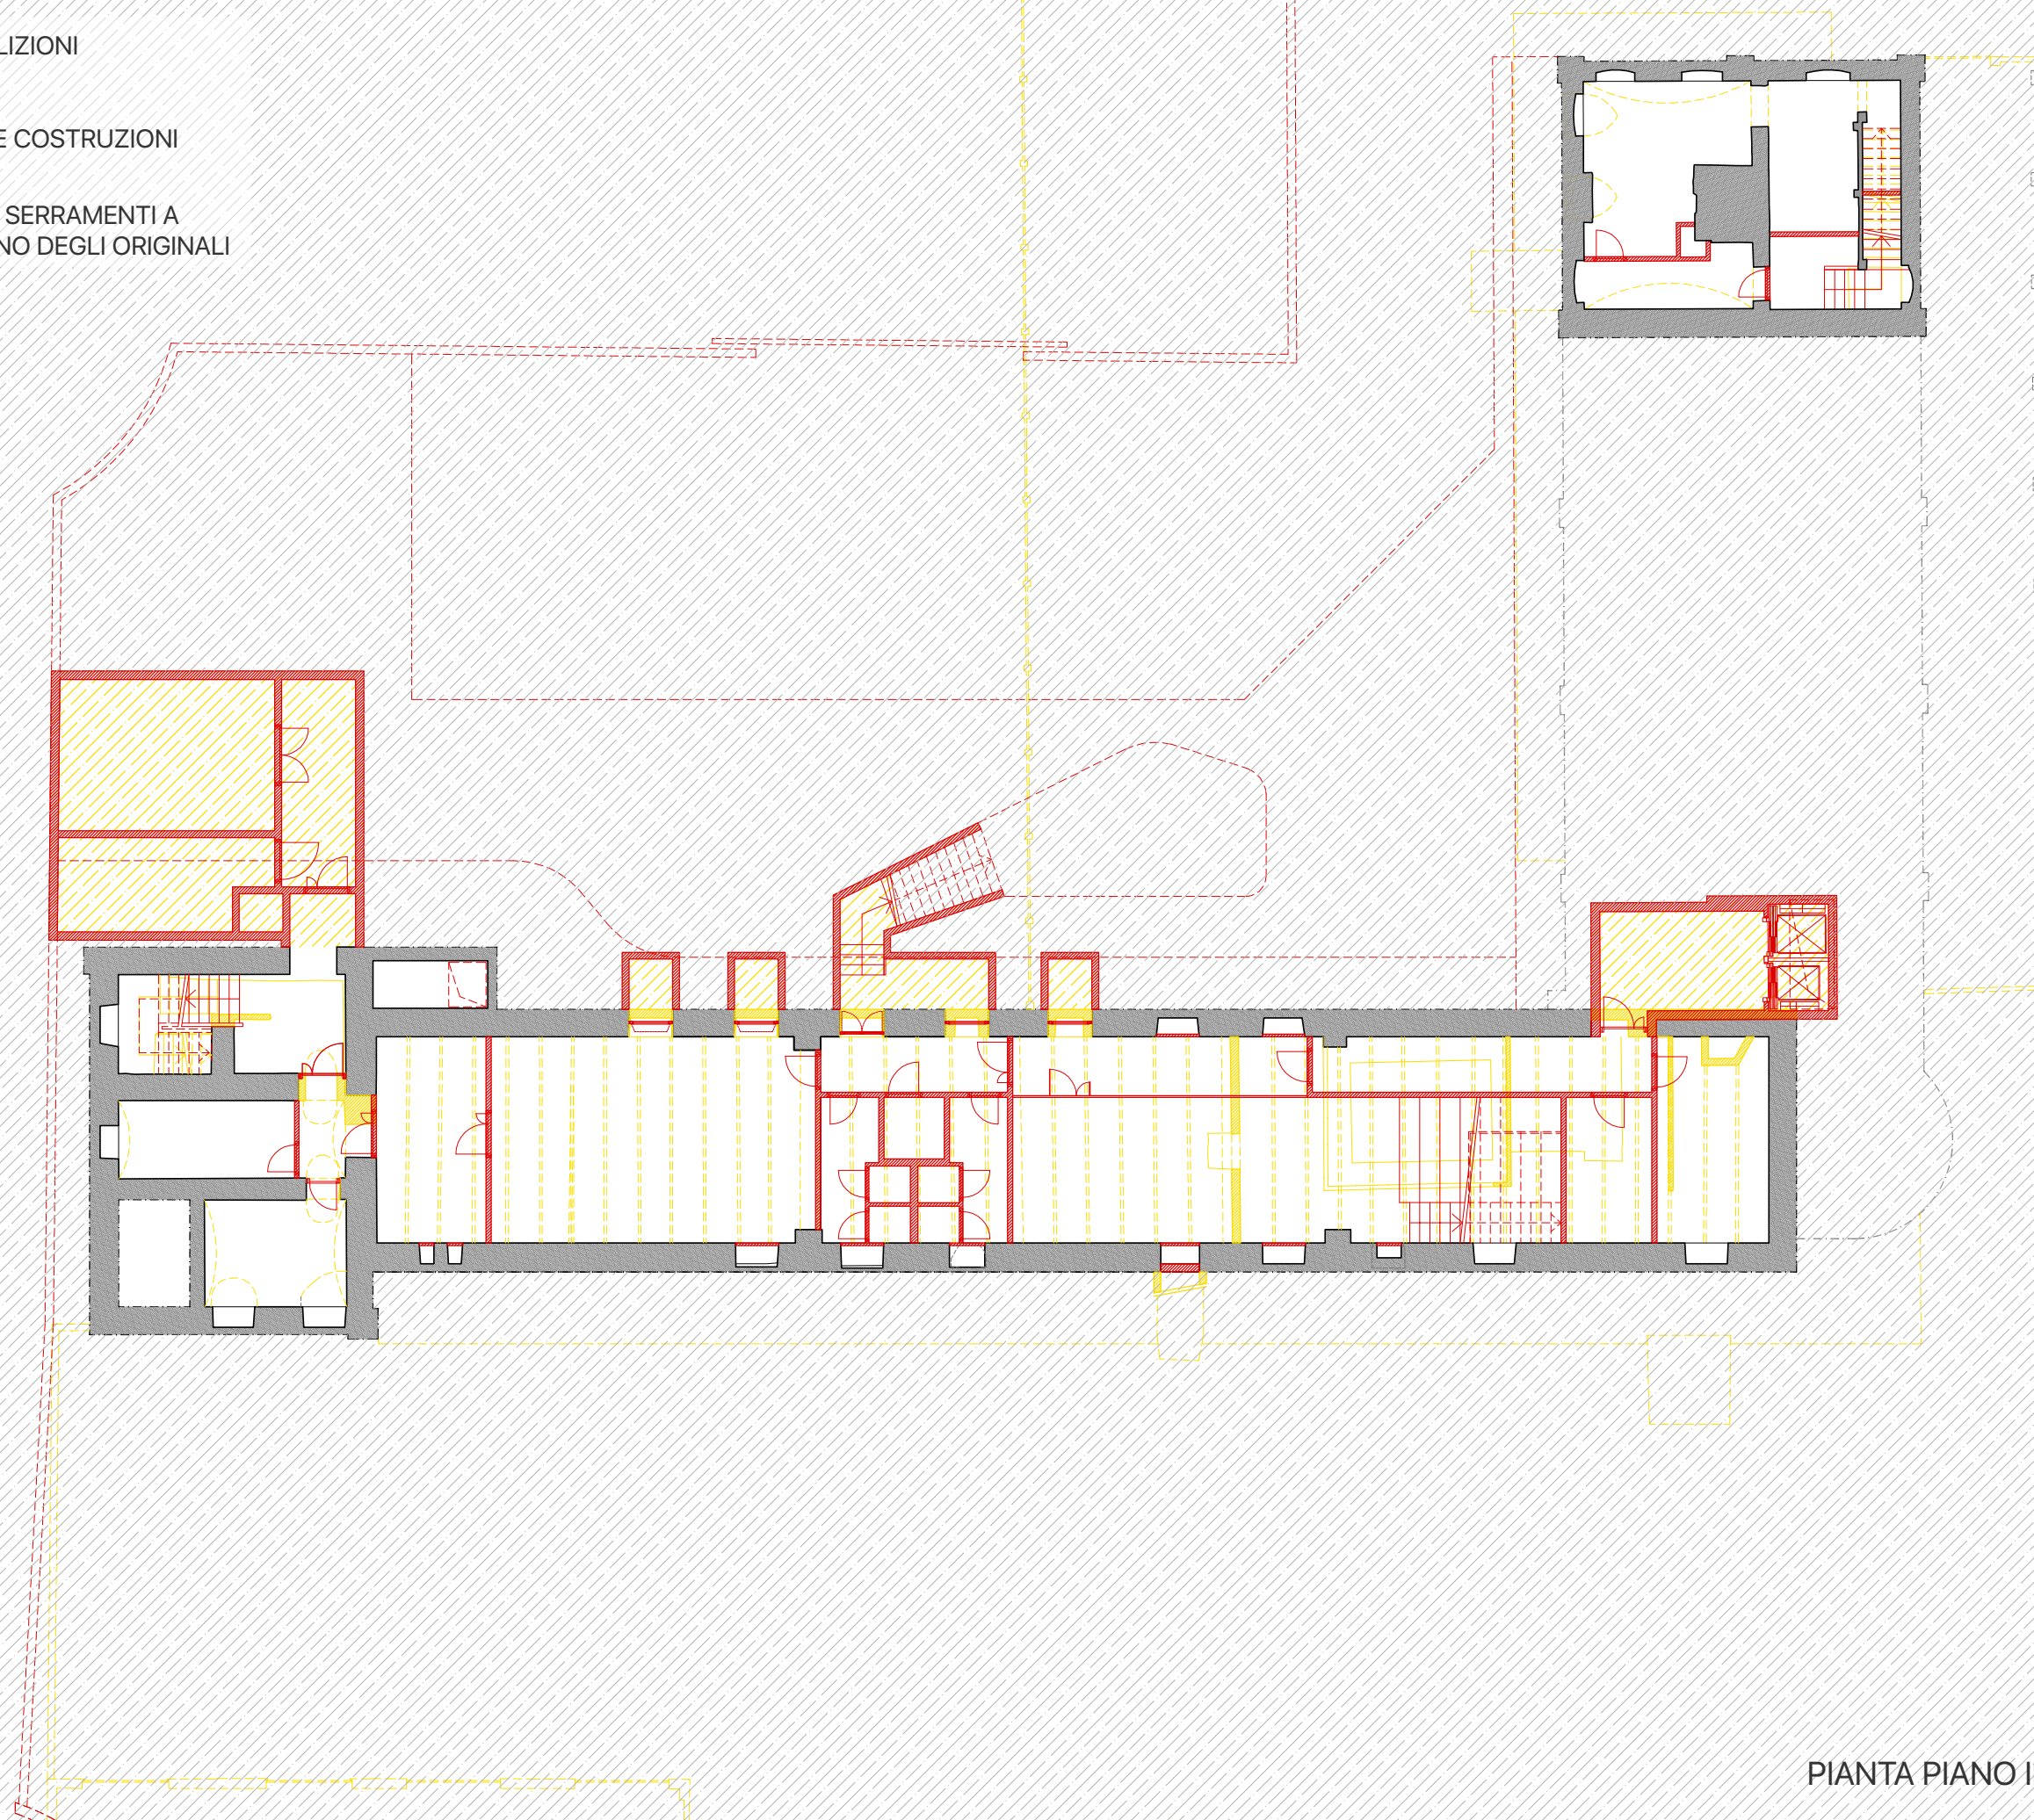 LIZIONI
E COSTRUZIONI
SERRAMENTI A
NO DEGLI ORIGINALI
PIANTA PIANO I